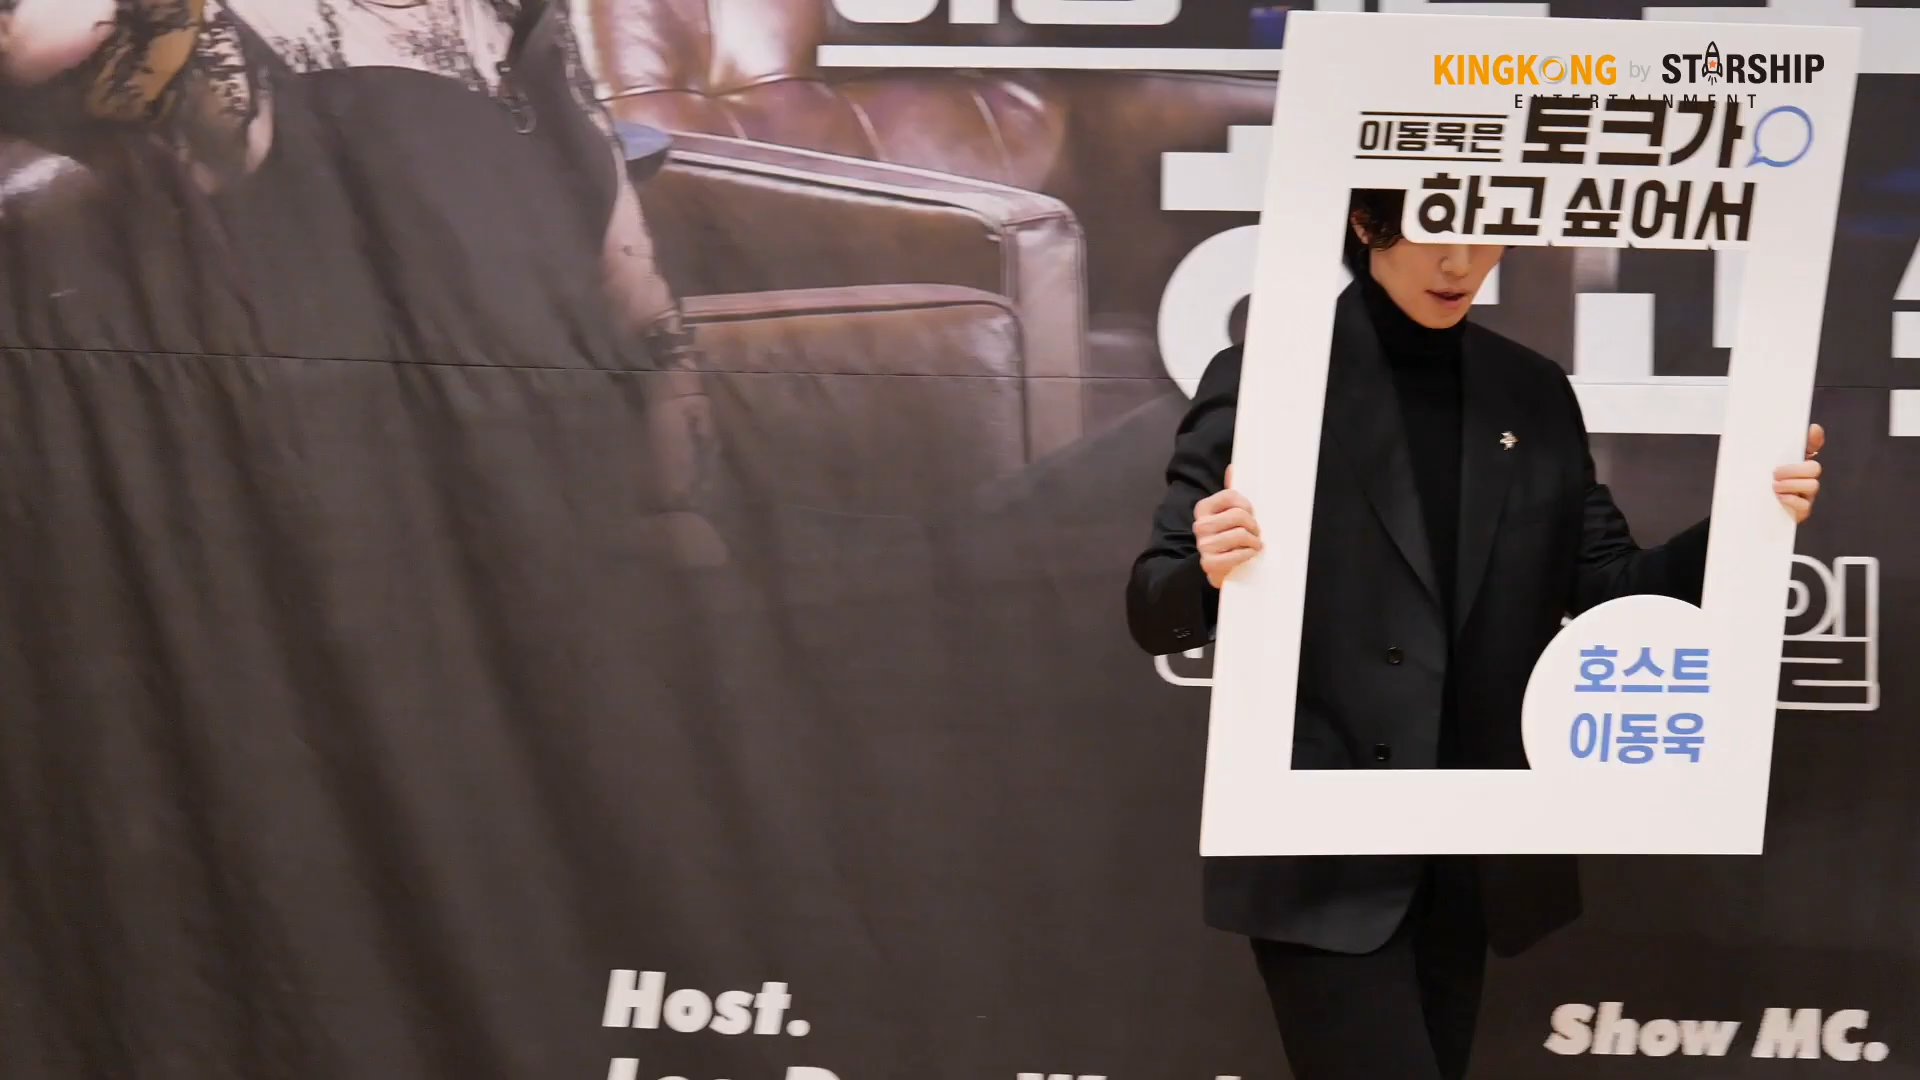 KINGKONG by STARSHIP
ENTERTAINMENT
이동욱은 토크가
하고 싶어서
호스트
이동욱
일
Host.
Show MC.